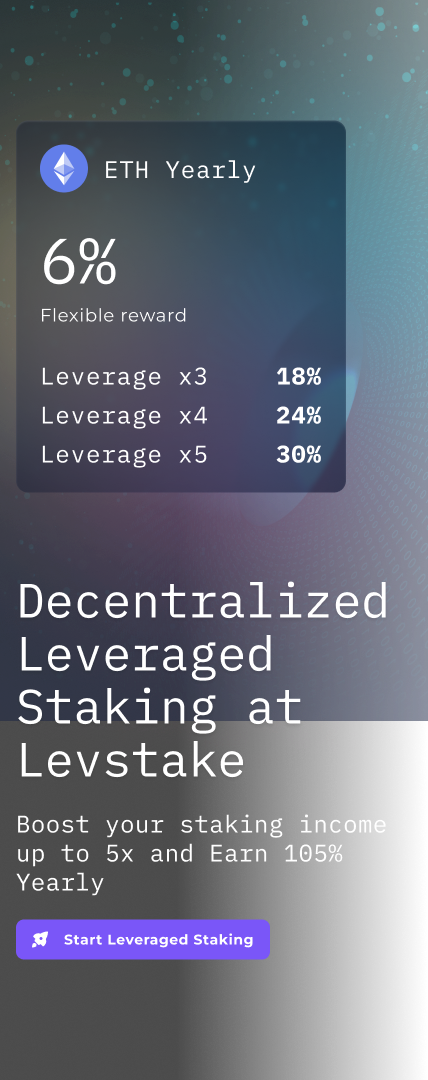 ETH Yearly
6%
Flexible reward
Leverage x3 18%
Leverage x4 24%
Leverage x5 30%
Decentralized
Leveraged
Staking at
Levstake
Boost your staking income
up to 5x and Earn 105%
Yearly
Start Leveraged Staking